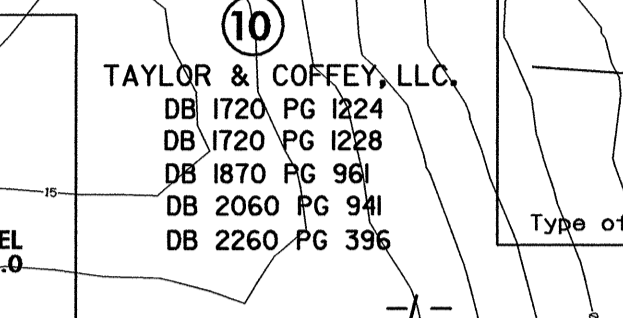 10
TAYLOR & COFFEY, LLC.
DB 1720 PG 1224
DB 1720 PG 1228
DB 1870 PG 961
DB 2060 PG 941
DB 2260 PG 396
15
EL
.0
Type of